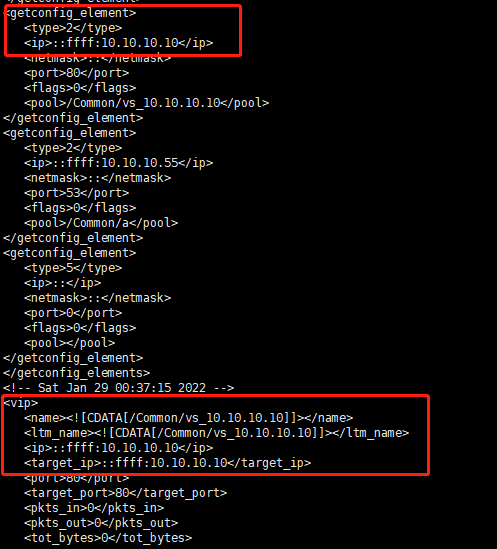 </getconfig_element>
<getconfig_element>
<type>2</type>
<ip>::ffff:10.10.10.10</ip>
<netmask>::</netmask>
<port>80</port>
<flags>0</flags>
<pool>/Common/vs_10.10.10.10</pool>
</getconfig_element>
<getconfig_element>
<type>2</type>
<ip>::ffff:10.10.10.55</ip>
<netmask>::</netmask>
<port>53</port>
<flags>0</flags>
<pool>/Common/a</pool>
</getconfig_element>
<getconfig_element>
<type>5</type>
<ip>::</ip>
<netmask>::</netmask>
<port>0</port>
<flags>0</flags>
<pool></pool>
</getconfig_element>
</getconfig_elements>
<!-- Sat Jan 29 00:37:15 2022 -->
<vip>
<name><![CDATA[/Common/vs_10.10.10.10]]></name>
<ltm_name><![CDATA[/Common/vs_10.10.10.10]]></ltm_name>
<ip>::ffff:10.10.10.10</ip>
<target_ip>::ffff:10.10.10.10</target_ip>
<port>80</port>
<target_port>80</target_port>
<pkts_in>0</pkts_in>
<pkts_out>0</pkts_out>
<tot_bytes>0</tot_bytes>